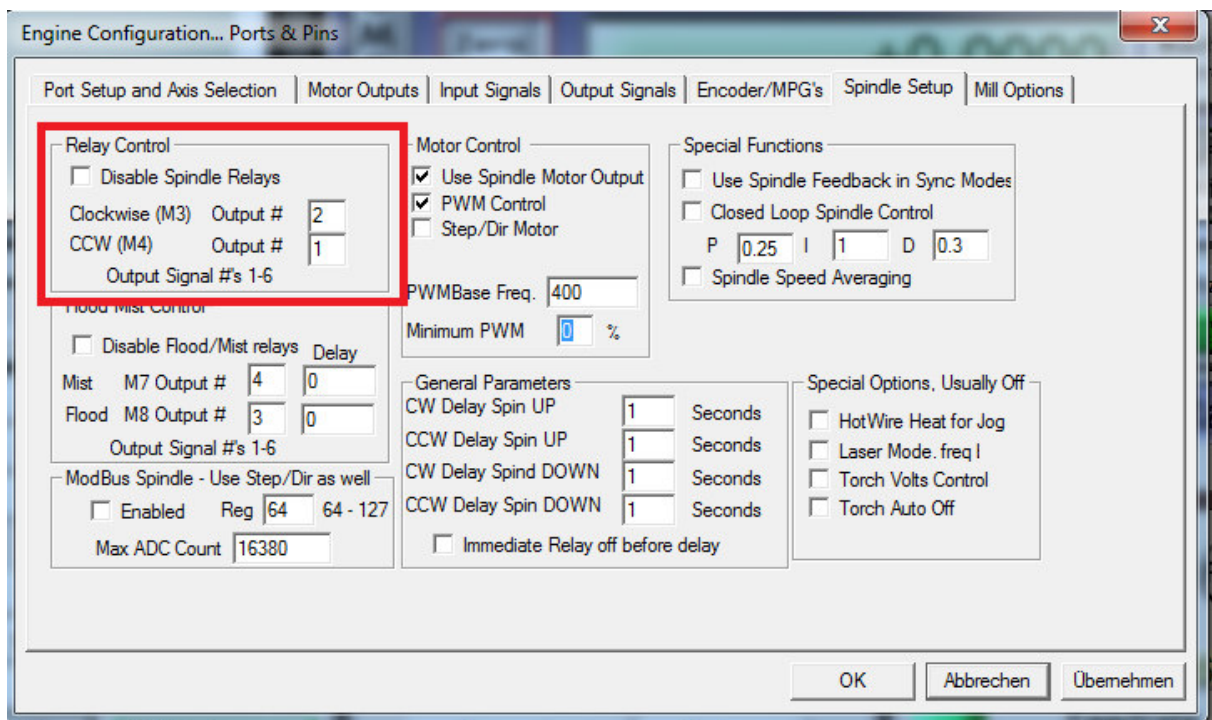 Engine Configuration... Ports & Pins
Port Setup and Axis Selection
Motor Outputs
Input Signals
Output Signals
Encoder/MPG's
Spindle Setup
Mill Options
Relay Control
Disable Spindle Relays
Clockwise (M3) Output # 2
CCW (M4) Output # 1
Output Signal #'s 1-6
Flood Mist Control
Disable Flood/Mist relays Delay
Mist M7 Output # 4 0
Flood M8 Output # 3 0
Output Signal #'s 1-6
ModBus Spindle - Use Step/Dir as well
Enabled Reg 64 64 - 127
Max ADC Count 16380
Motor Control
Use Spindle Motor Output
PWM Control
Step/Dir Motor
PWMBase Freq. 400
Minimum PWM 0 %
General Parameters
CW Delay Spin UP 1 Seconds
CCW Delay Spin UP 1 Seconds
CW Delay Spind DOWN 1 Seconds
CCW Delay Spin DOWN 1 Seconds
Immediate Relay off before delay
Special Functions
Use Spindle Feedback in Sync Modes
Closed Loop Spindle Control
P 0.25 I 1 D 0.3
Spindle Speed Averaging
Special Options, Usually Off
HotWire Heat for Jog
Laser Mode. freq I
Torch Volts Control
Torch Auto Off
OK
Abbrechen
Übernehmen